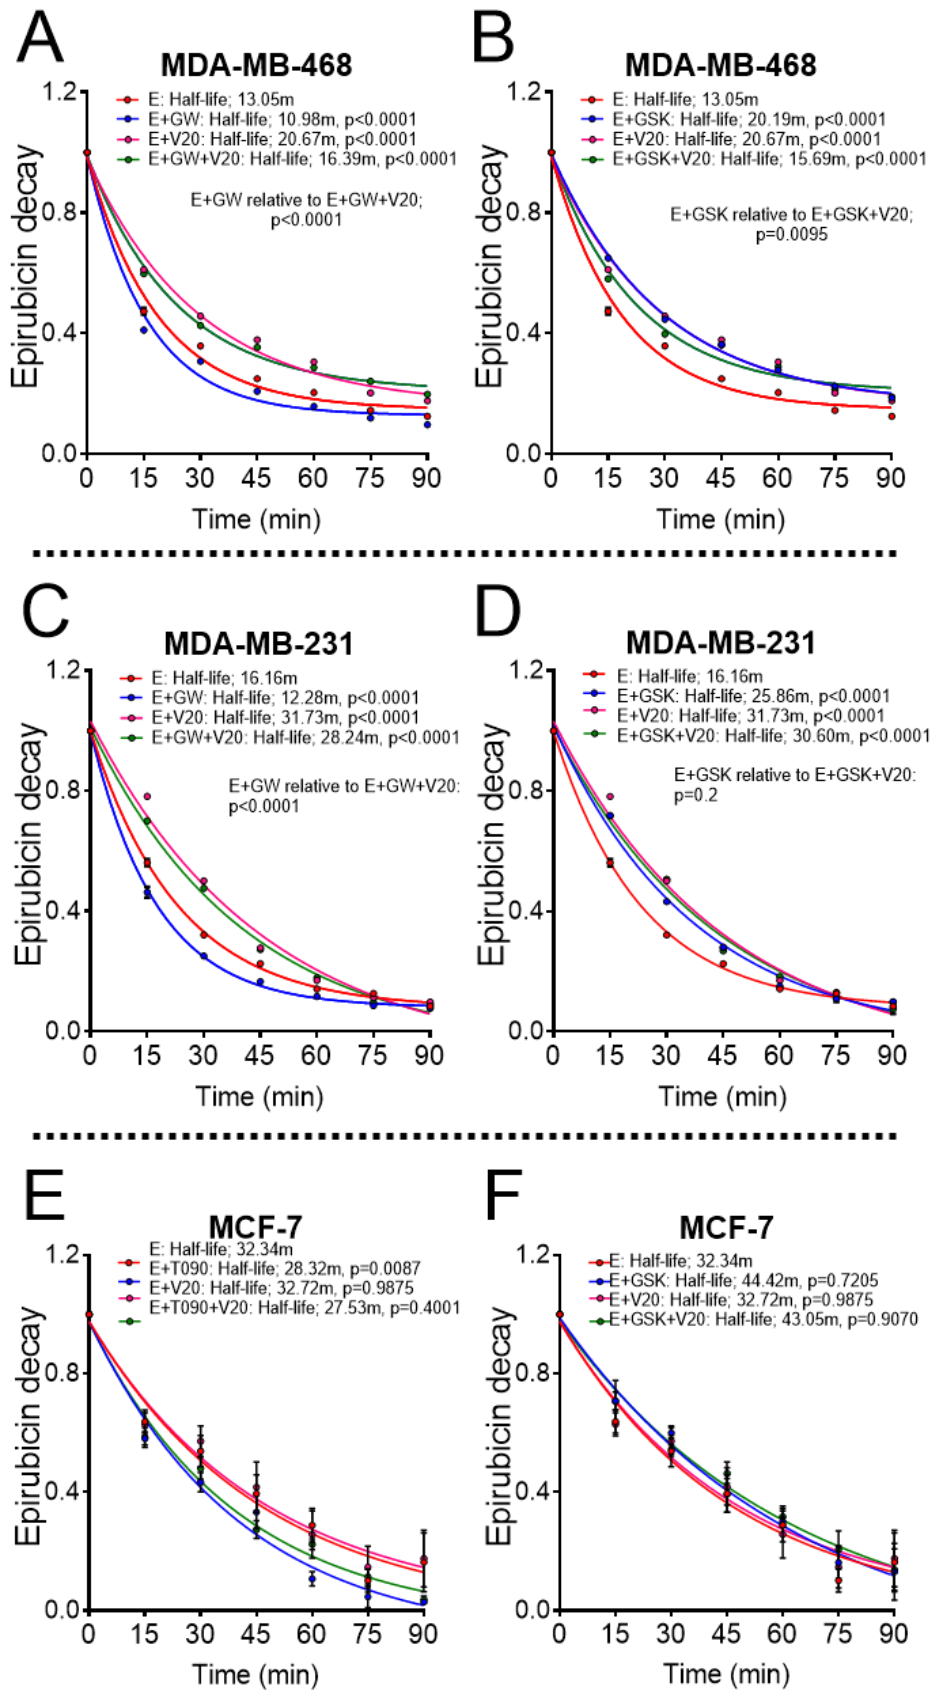 A
MDA-MB-468
E: Half-life; 13.05m
E+GW: Half-life; 10.98m, p<0.0001
E+V20: Half-life; 20.67m, p<0.0001
E+GW+V20: Half-life; 16.39m, p<0.0001
E+GW relative to E+GW+V20;
p<0.0001
Epirubicin decay
1.2
0.8
0.4
0.0
0 15 30 45 60 75 90
Time (min)
B
MDA-MB-468
E: Half-life; 13.05m
E+GSK: Half-life; 20.19m, p<0.0001
E+V20: Half-life; 20.67m, p<0.0001
E+GSK+V20: Half-life; 15.69m, p<0.0001
E+GSK relative to E+GSK+V20;
p=0.0095
Epirubicin decay
1.2
0.8
0.4
0.0
0 15 30 45 60 75 90
Time (min)
C
MDA-MB-231
E: Half-life; 16.16m
E+GW: Half-life; 12.28m, p<0.0001
E+V20: Half-life; 31.73m, p<0.0001
E+GW+V20: Half-life; 28.24m, p<0.0001
E+GW relative to E+GW+V20:
p<0.0001
Epirubicin decay
1.2
0.8
0.4
0.0
0 15 30 45 60 75 90
Time (min)
D
MDA-MB-231
E: Half-life; 16.16m
E+GSK: Half-life; 25.86m, p<0.0001
E+V20: Half-life; 31.73m, p<0.0001
E+GSK+V20: Half-life; 30.60m, p<0.0001
E+GSK relative to E+GSK+V20:
p=0.2
Epirubicin decay
1.2
0.8
0.4
0.0
0 15 30 45 60 75 90
Time (min)
E
MCF-7
E: Half-life; 32.34m
E+T090: Half-life; 28.32m, p=0.0087
E+V20: Half-life; 32.72m, p=0.9875
E+T090+V20: Half-life; 27.53m, p=0.4001
Epirubicin decay
1.2
0.8
0.4
0.0
0 15 30 45 60 75 90
Time (min)
F
MCF-7
E: Half-life; 32.34m
E+GSK: Half-life; 44.42m, p=0.7205
E+V20: Half-life; 32.72m, p=0.9875
E+GSK+V20: Half-life; 43.05m, p=0.9070
Epirubicin decay
1.2
0.8
0.4
0.0
0 15 30 45 60 75 90
Time (min)